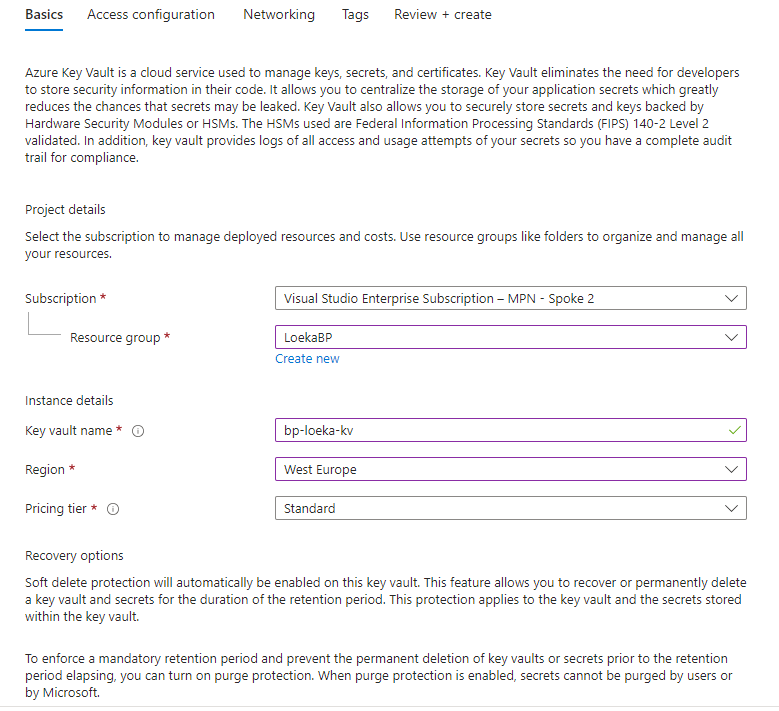 Basics Access configuration Networking Tags Review + create
Azure Key Vault is a cloud service used to manage keys, secrets, and certificates. Key Vault eliminates the need for developers
to store security information in their code. It allows you to centralize the storage of your application secrets which greatly
reduces the chances that secrets may be leaked. Key Vault also allows you to securely store secrets and keys backed by
Hardware Security Modules or HSMs. The HSMs used are Federal Information Processing Standards (FIPS) 140-2 Level 2
validated. In addition, key vault provides logs of all access and usage attempts of your secrets so you have a complete audit
trail for compliance.
Project details
Select the subscription to manage deployed resources and costs. Use resource groups like folders to organize and manage all
your resources.
Subscription * Visual Studio Enterprise Subscription – MPN - Spoke 2
Resource group * LoekaBP
Create new
Instance details
Key vault name * bp-loeka-kv
Region * West Europe
Pricing tier * Standard
Recovery options
Soft delete protection will automatically be enabled on this key vault. This feature allows you to recover or permanently delete
a key vault and secrets for the duration of the retention period. This protection applies to the key vault and the secrets stored
within the key vault.
To enforce a mandatory retention period and prevent the permanent deletion of key vaults or secrets prior to the retention
period elapsing, you can turn on purge protection. When purge protection is enabled, secrets cannot be purged by users or
by Microsoft.